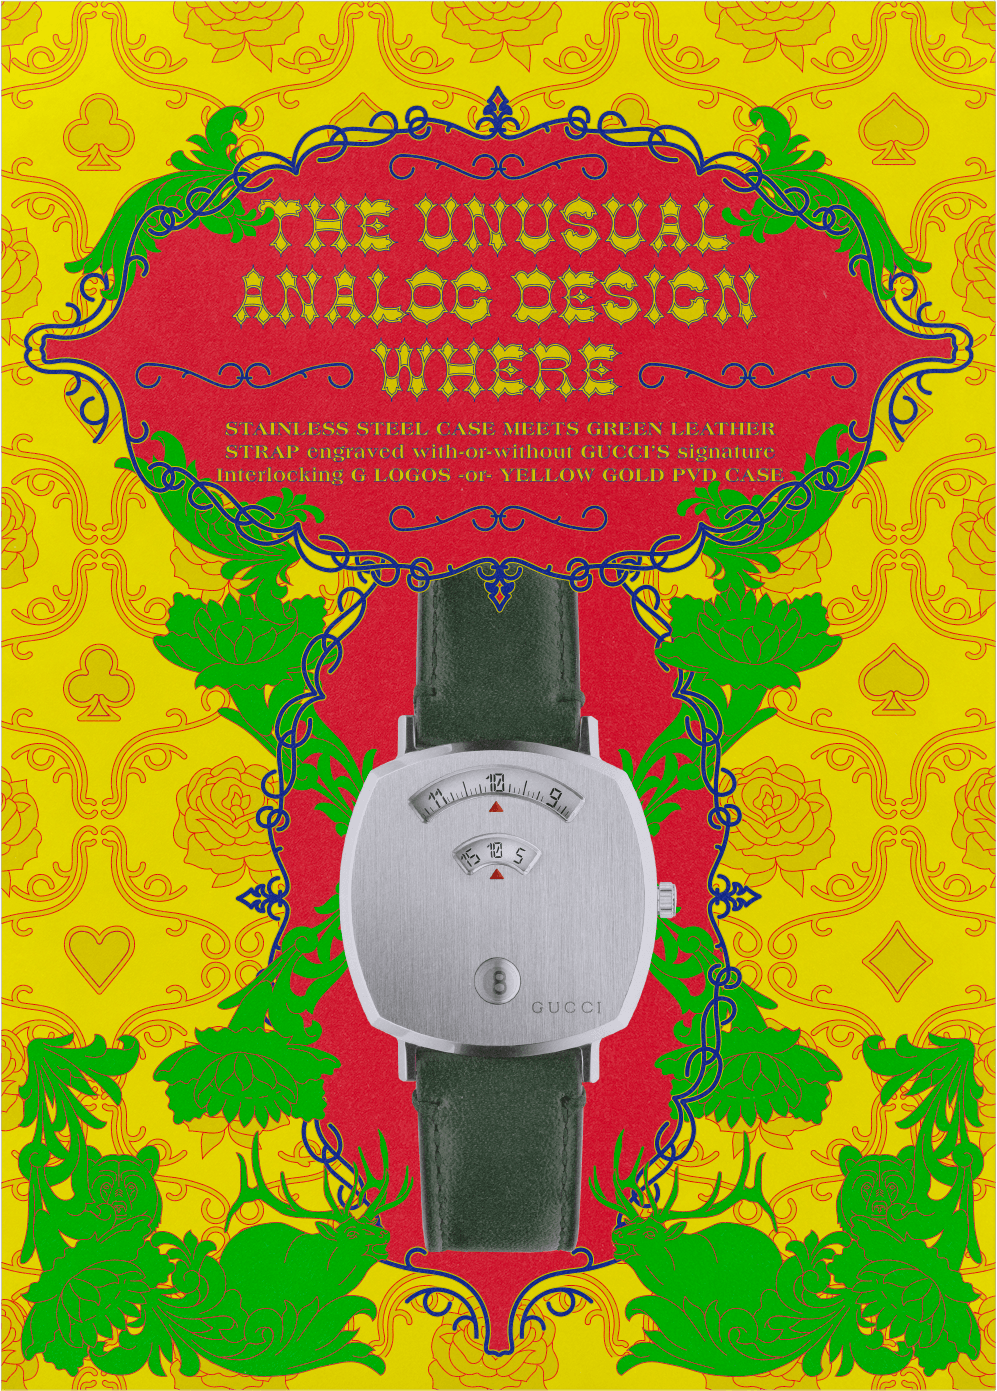 THE UNUSUAL
ANALOG DESIGN
WHERE
STAINLESS STEEL CASE MEETS GREEN LEATHER
STRAP engraved with-or-without GUCCI'S signature
Interlocking G LOGOS -or- YELLOW GOLD PVD CASE
11 10 9
15 10 5
8
GUCCI